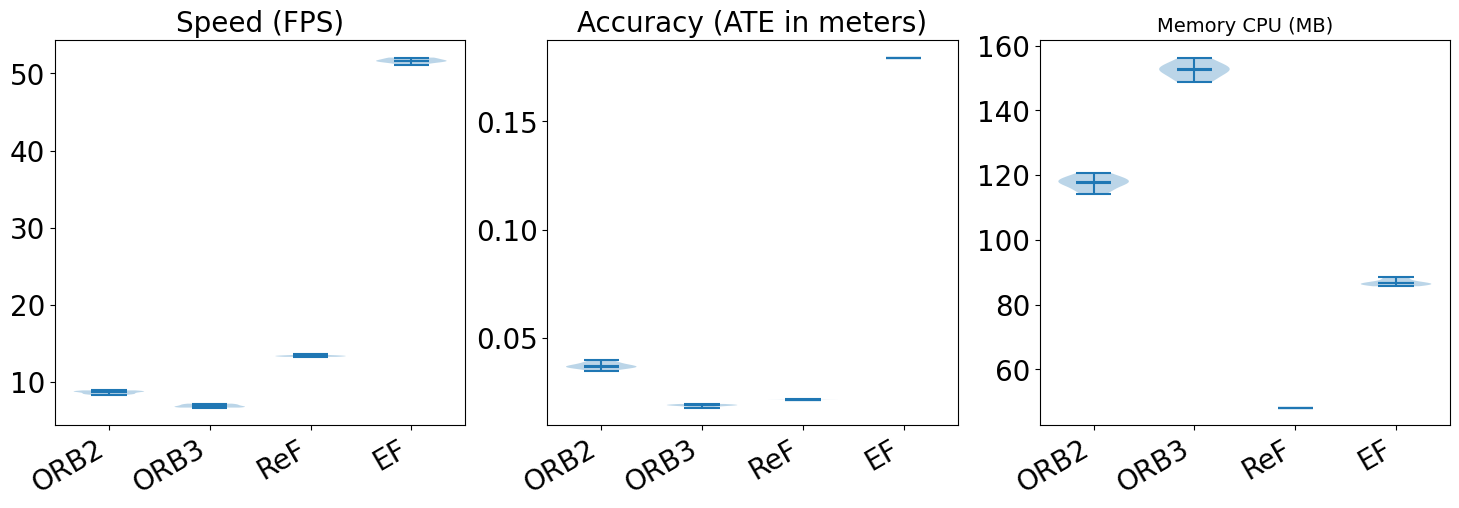 Speed (FPS)
50
40
30
20
10
ORB2
ORB3
ReF
EF
Accuracy (ATE in meters)
0.15
0.10
0.05
ORB2
ORB3
ReF
EF
Memory CPU (MB)
160
140
120
100
80
60
ORB2
ORB3
ReF
EF